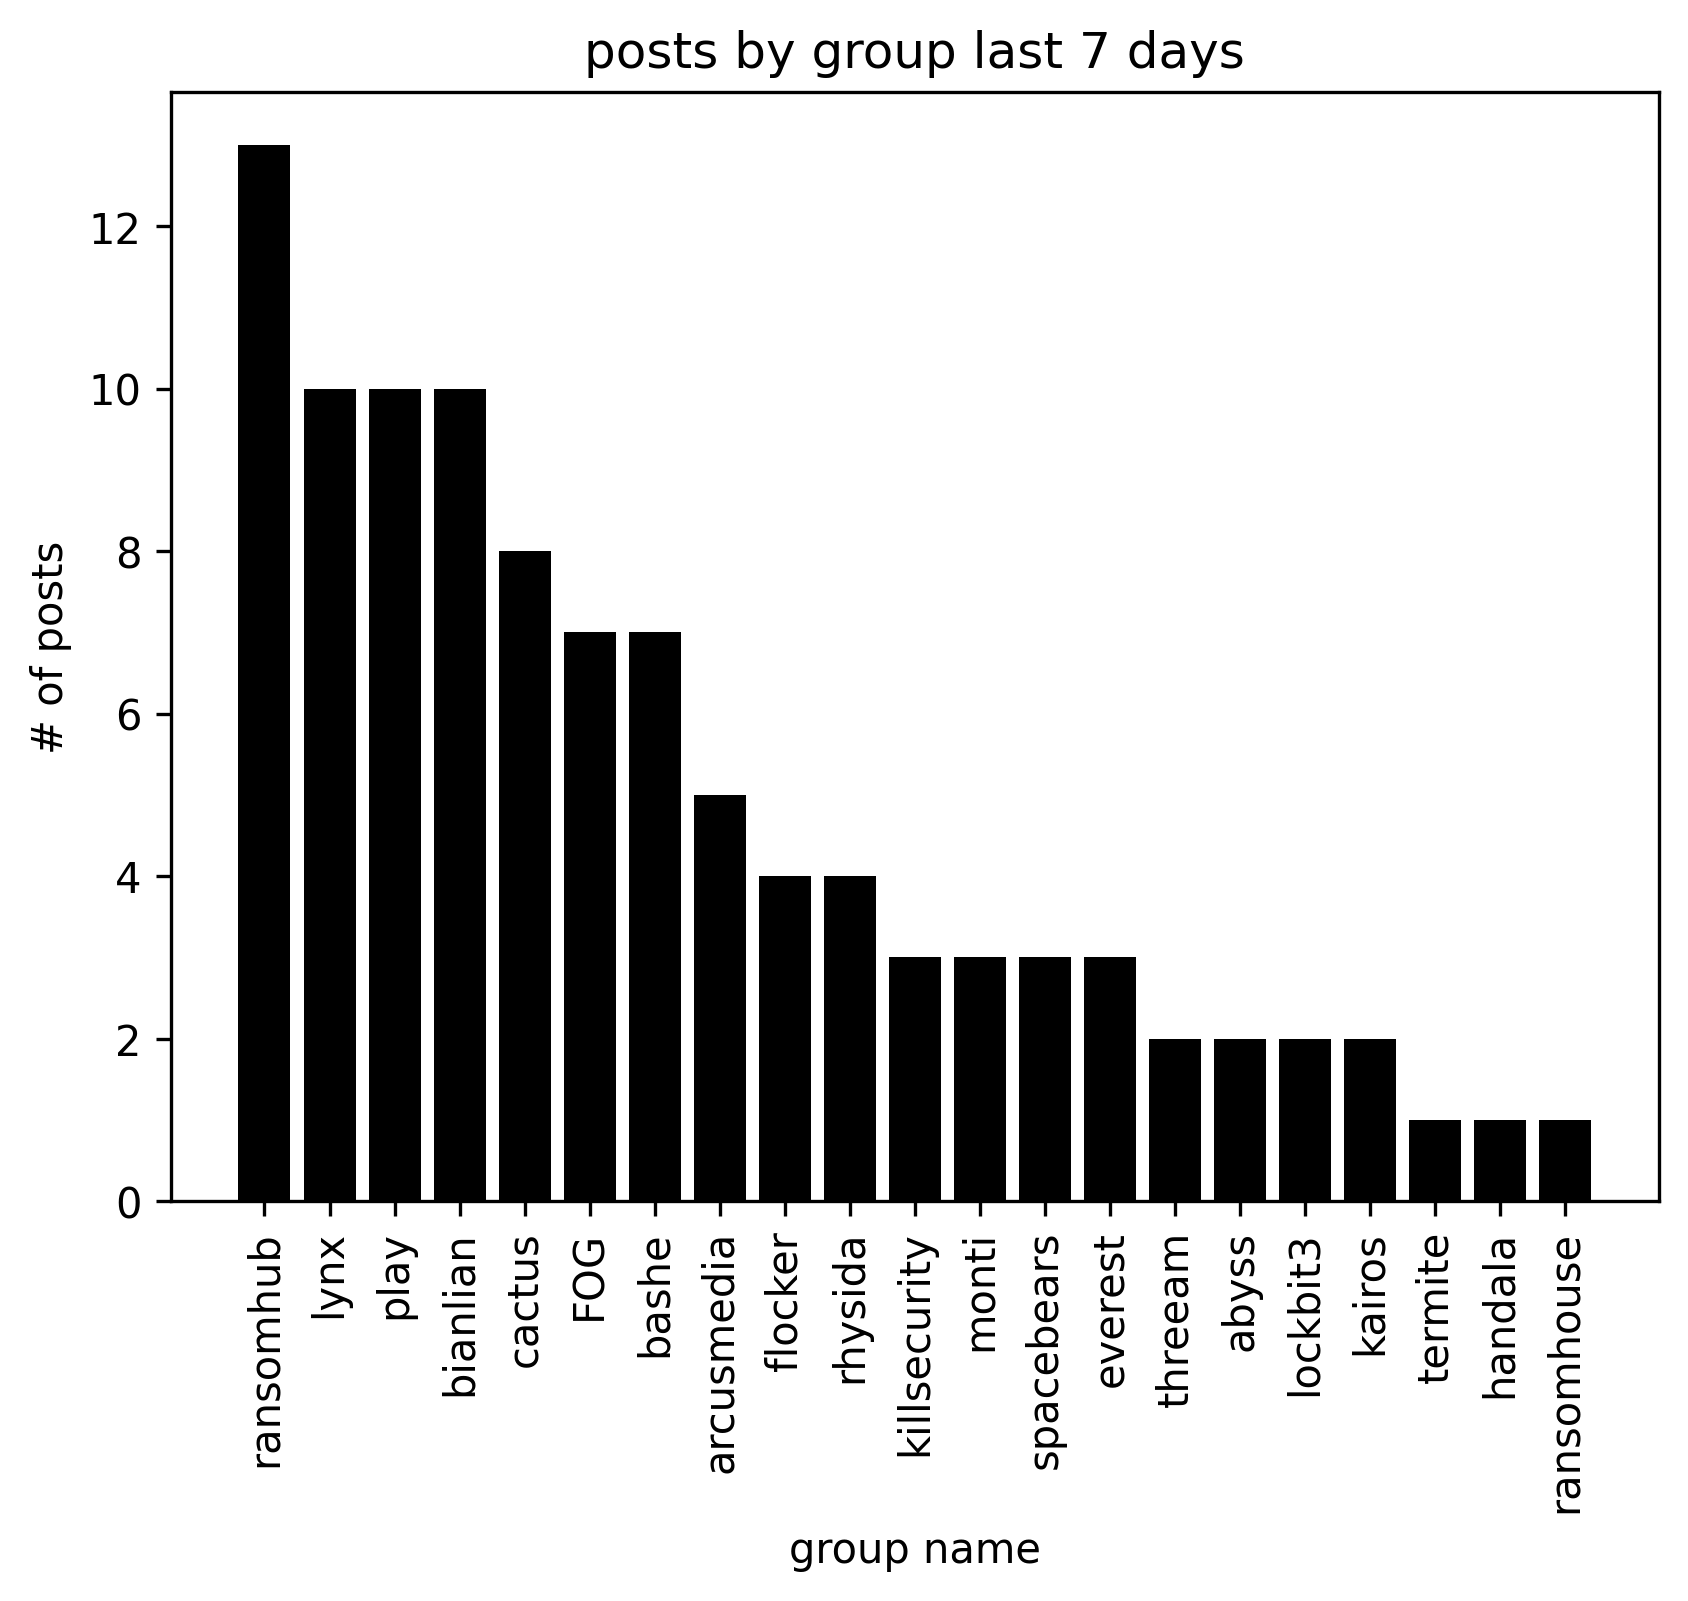 posts by group last 7 days
12
10
8
6
4
2
0
# of posts
ransomhub
lynx
play
bianlian
cactus
FOG
bashe
arcusmedia
flocker
rhysida
killsecurity
monti
spacebears
everest
threeam
abyss
lockbit3
kairos
termite
handala
ransomhouse
group name